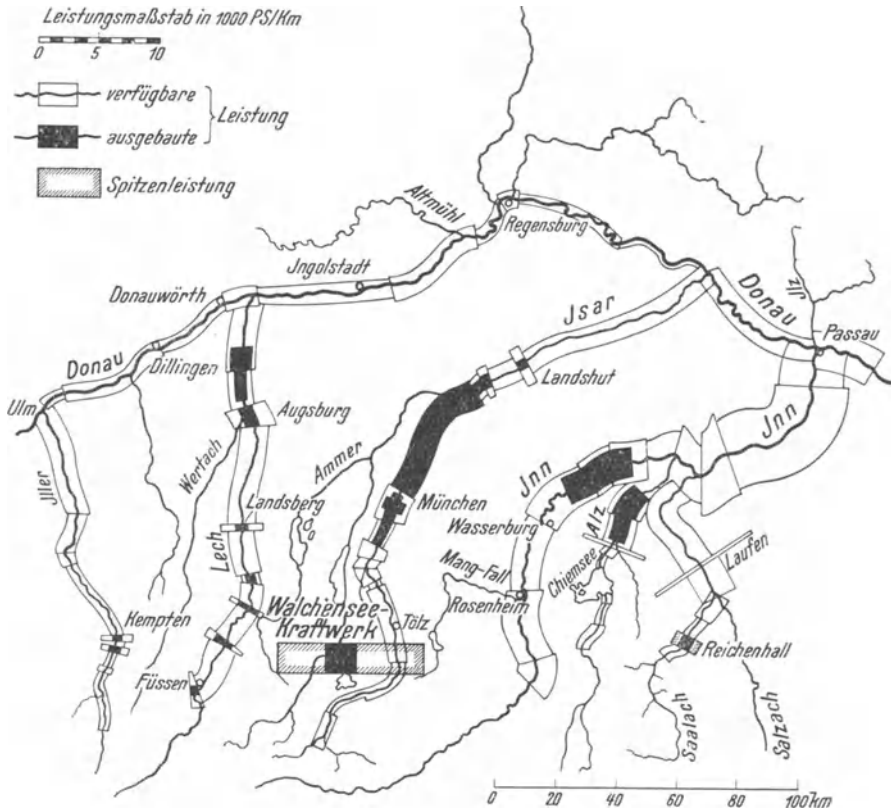 Leistungsmaßstab in 1000 PS/Km
0 5 10
verfügbare
ausgebaute
Leistung
Spitzenleistung
Altmühl
Regensburg
Jngolstadt
Donauwörth
Donau
Dillingen
Ulm
Jller
Augsburg
Wertach
Landsberg
Lech
Ammer
Jsar
Landshut
Donau
Jlz
Passau
Jnn
Jnn
München
Wasserburg
Alz
Chiemsee
Laufen
Mang-Fall
Rosenheim
Walchensee-
Kraftwerk
Tölz
Kempten
Füssen
Reichenhall
Saalach
Salzach
0 20 40 60 80 100 km